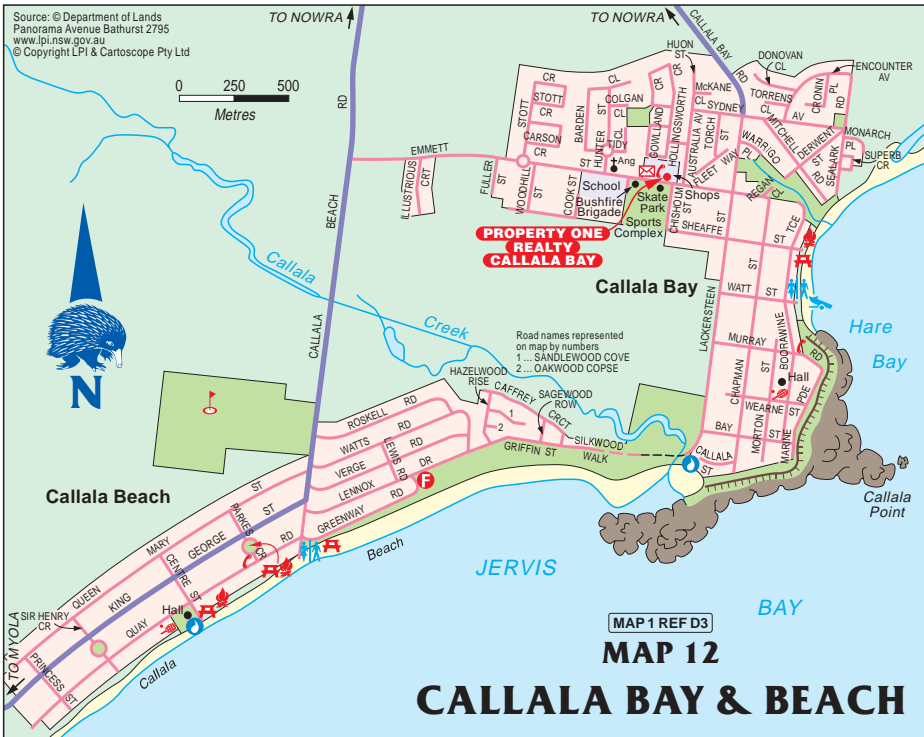 Source: © Department of Lands
Panorama Avenue Bathurst 2795
www.lpi.nsw.gov.au
© Copyright LPI & Cartoscope Pty Ltd
0 250 500
Metres
TO NOWRA
TO NOWRA
CALLALA BAY RD
HUON ST
DONOVAN CL
ENCOUNTER AV
McKANE CL
TORRENS AV
CL
CRONIN PL
RD
SYDNEY
MITCHELL
DERWENT ST
MONARCH PL
SUPERB CR
SEALARK RD
WARRIGO
STOTT CR
STOTT CR
CARSON CR
BARDEN
CL
COLGAN CL
HUNTER ST
TIDY CL
GOWLLAND CR
HOLLINGSWORTH CR
AUSTRALIA AV
TORCH ST
FLEET WAY
PL
REGAN CL
EMMETT ST
Ang
ILLUSTRIOUS CRT
FULLER ST
WOODHILL ST
COOK ST
School
Bushfire Brigade
Skate Park
Sports Complex
Shops
CHISHOLM ST
SHEAFFE ST
TCE
PROPERTY ONE
REALTY
CALLALA BAY
Callala Bay
LACKERSTEEN
WATT ST
MURRAY
RD
CHAPMAN ST
BOORAWINE
Hall
WEARNE ST
BAY
MORTON ST
MARINE PDE
CALLALA ST
Hare
Bay
Callala
Point
BEACH RD
CALLALA
Callala
Creek
Road names represented
on map by numbers
1 ... SANDLEWOOD COVE
2 ... OAKWOOD COPSE
HAZELWOOD RISE
CAFFREY CRCT
1
2
SAGEWOOD ROW
SILKWOOD WALK
GRIFFIN ST
N
ROSKELL RD
WATTS RD
VERGE RD
LEWIS RD
LENNOX DR
GREENWAY RD
F
Callala Beach
QUEEN MARY ST
KING GEORGE ST
PARKES CR
CENTRE ST
QUAY RD
Hall
SIR HENRY CR
PRINCESS ST
TO MYOLA
Callala
Beach
JERVIS
BAY
MAP 1 REF D3
MAP 12
CALLALA BAY & BEACH